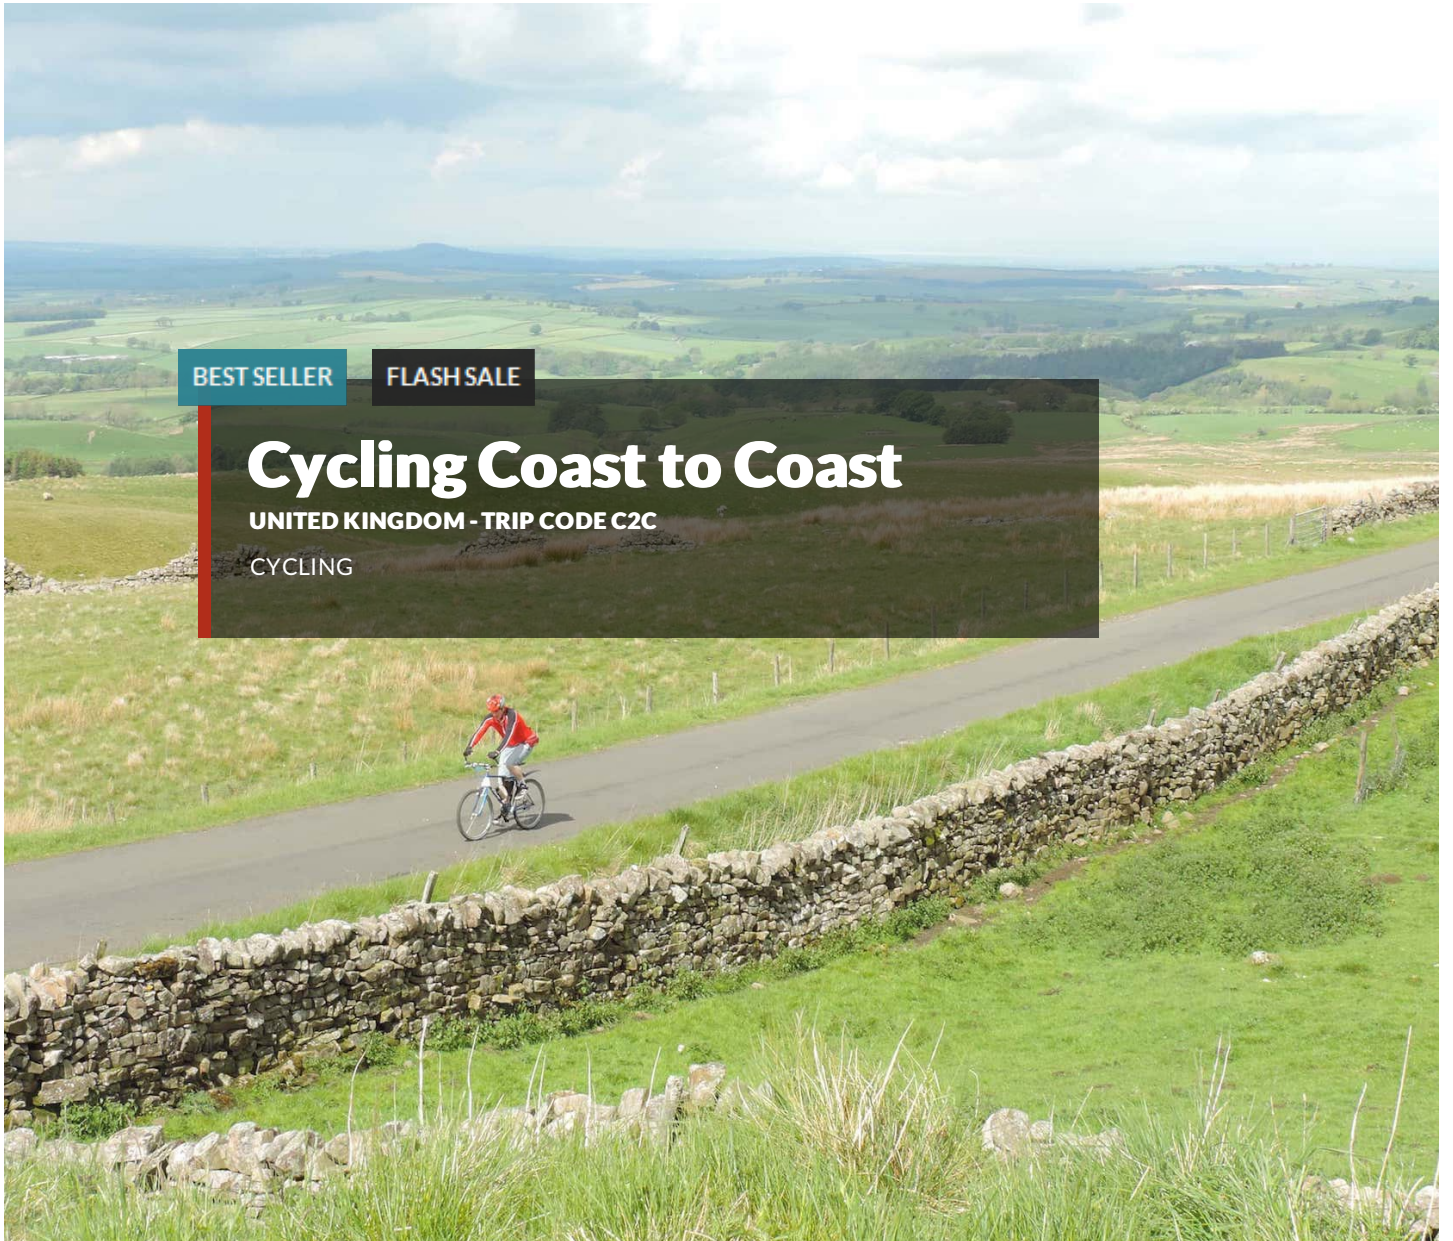 BEST SELLER
FLASH SALE
Cycling Coast to Coast
UNITED KINGDOM - TRIP CODE C2C
CYCLING